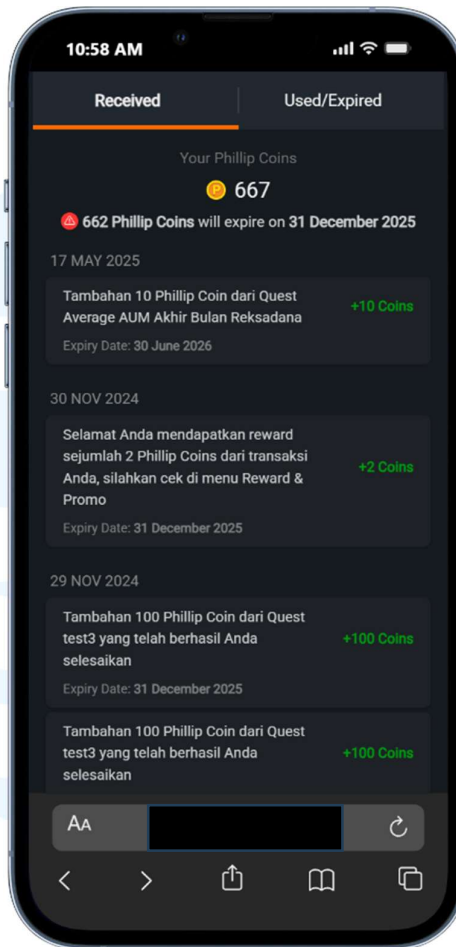 10:58 AM
Received
Used/Expired
Your Phillip Coins
P 667
662 Phillip Coins will expire on 31 December 2025
17 MAY 2025
Tambahan 10 Phillip Coin dari Quest
Average AUM Akhir Bulan Reksadana
+10 Coins
Expiry Date: 30 June 2026
30 NOV 2024
Selamat Anda mendapatkan reward
sejumlah 2 Phillip Coins dari transaksi
Anda, silahkan cek di menu Reward &
Promo
+2 Coins
Expiry Date: 31 December 2025
29 NOV 2024
Tambahan 100 Phillip Coin dari Quest
test3 yang telah berhasil Anda
selesaikan
+100 Coins
Expiry Date: 31 December 2025
Tambahan 100 Phillip Coin dari Quest
test3 yang telah berhasil Anda
selesaikan
+100 Coins
AA